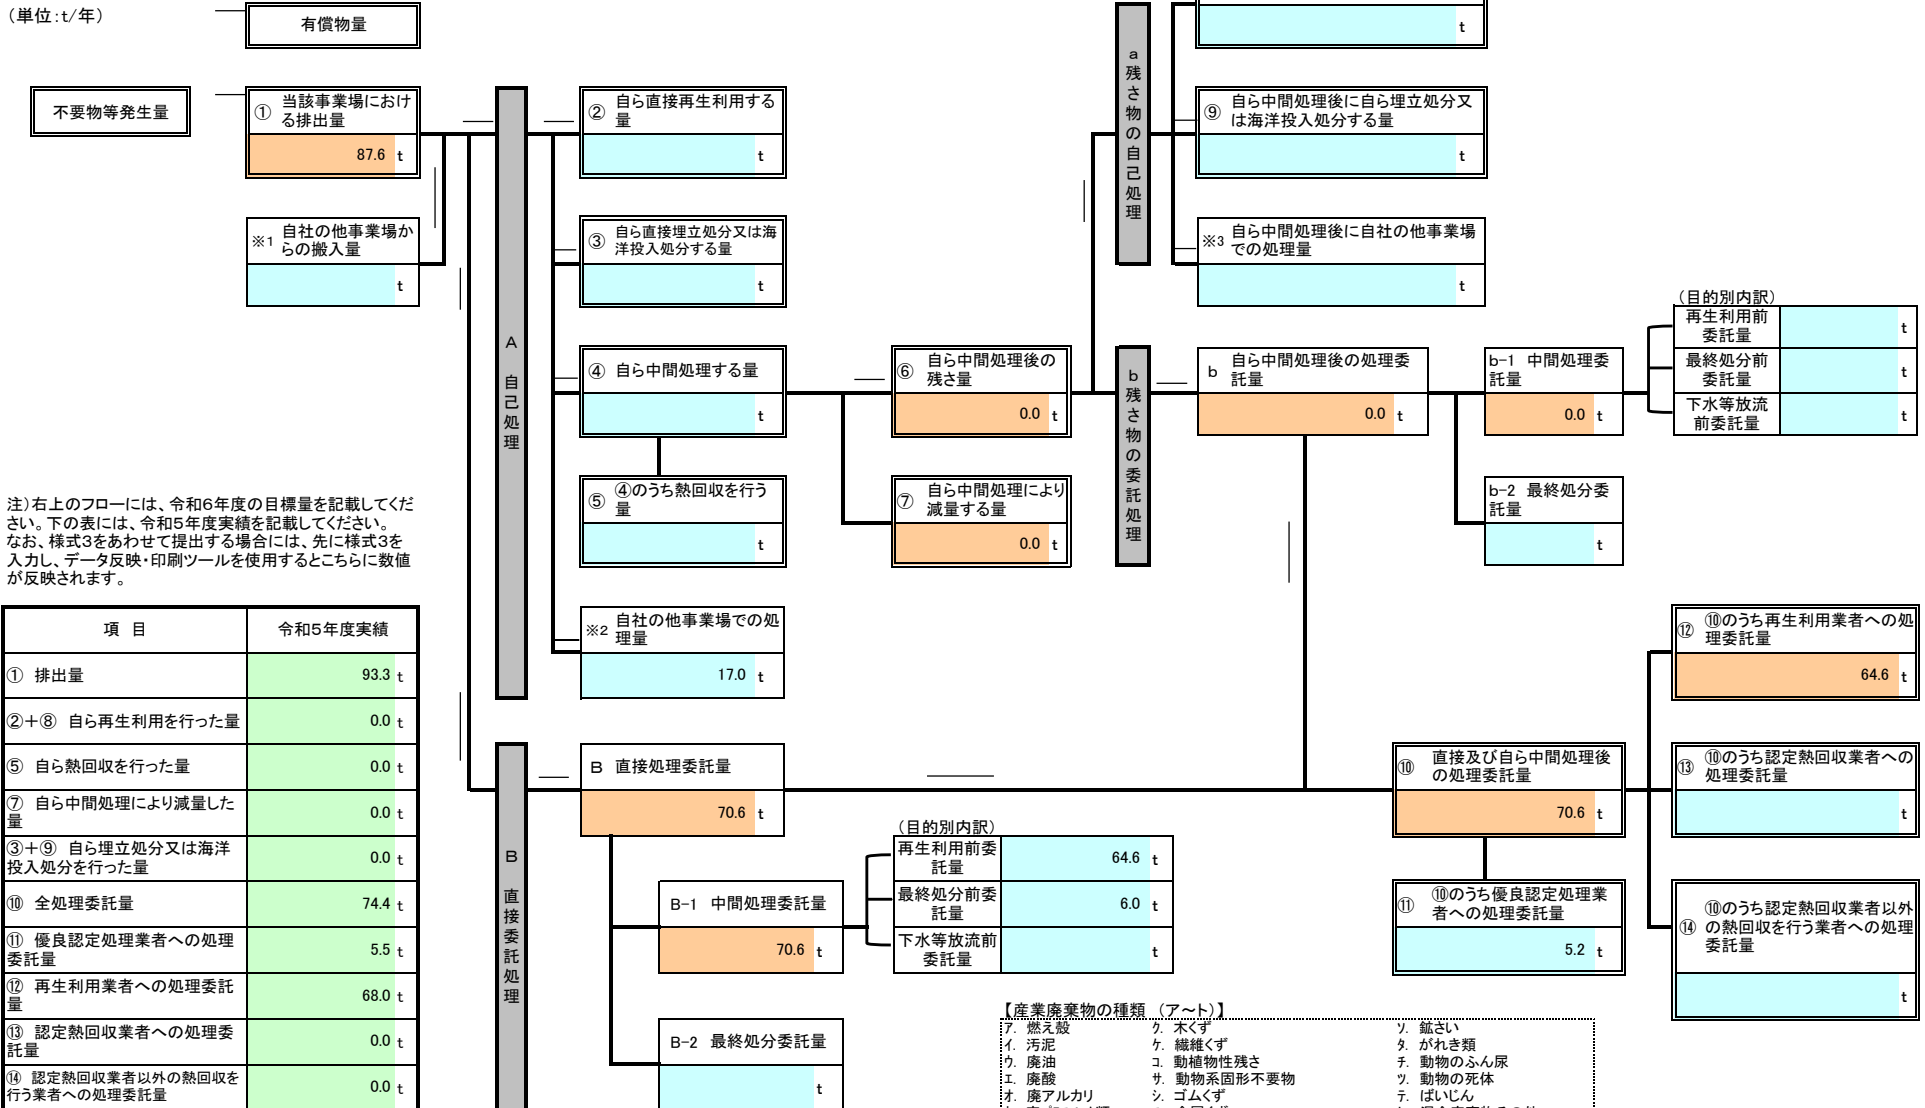 （単位：t/年）
有償物量
t
不要物等発生量
① 当該事業場におけ
る排出量
87.6 t
※1 自社の他事業場か
らの搬入量
t
A 自己処理
② 自ら直接再生利用する
量
t
③ 自ら直接埋立処分又は海
洋投入処分する量
t
④ 自ら中間処理する量
t
⑤ ④のうち熱回収を行う
量
t
※2 自社の他事業場での処
理量
17.0 t
⑥ 自ら中間処理後の
残さ量
0.0 t
⑦ 自ら中間処理により
減量する量
0.0 t
a 残さ物の自己処理
⑨ 自ら中間処理後に自ら埋立処分又
は海洋投入処分する量
t
※3 自ら中間処理後に自社の他事業場
での処理量
t
b 残さ物の委託処理
b 自ら中間処理後の処理委
託量
0.0 t
b-1 中間処理委
託量
0.0 t
（目的別内訳）
再生利用前
委託量
t
最終処分前
委託量
t
下水等放流
前委託量
t
b-2 最終処分委
託量
t
注）右上のフローには、令和6年度の目標量を記載してくだ
さい。下の表には、令和5年度実績を記載してください。
なお、様式3をあわせて提出する場合には、先に様式3を
入力し、データ反映・印刷ツールを使用するとこちらに数値
が反映されます。
項 目 令和5年度実績
① 排出量 93.3 t
②＋⑧ 自ら再生利用を行った量 0.0 t
⑤ 自ら熱回収を行った量 0.0 t
⑦ 自ら中間処理により減量した
量 0.0 t
③＋⑨ 自ら埋立処分又は海洋
投入処分を行った量 0.0 t
⑩ 全処理委託量 74.4 t
⑪ 優良認定処理業者への処理
委託量 5.5 t
⑫ 再生利用業者への処理委託
量 68.0 t
⑬ 認定熱回収業者への処理委
託量 0.0 t
⑭ 認定熱回収業者以外の熱回収を
行う業者への処理委託量 0.0 t
B 直接委託処理
B 直接処理委託量
70.6 t
B-1 中間処理委託量
70.6 t
（目的別内訳）
再生利用前委
託量
64.6 t
最終処分前委
託量
6.0 t
下水等放流前
委託量
t
B-2 最終処分委託量
t
⑩ 直接及び自ら中間処理後
の処理委託量
70.6 t
⑪ ⑩のうち優良認定処理業
者への処理委託量
5.2 t
⑫ ⑩のうち再生利用業者への処
理委託量
64.6 t
⑬ ⑩のうち認定熱回収業者への
処理委託量
t
⑭ ⑩のうち認定熱回収業者以外
の熱回収を行う業者への処理
委託量
t
【産業廃棄物の種類 （ア～ト）】
ア. 燃え殻 ク. 木くず ソ. 鉱さい
イ. 汚泥 ケ. 繊維くず タ. がれき類
ウ. 廃油 コ. 動植物性残さ チ. 動物のふん尿
エ. 廃酸 サ. 動物系固形不要物 ツ. 動物の死体
オ. 廃アルカリ シ. ゴムくず テ. ばいじん